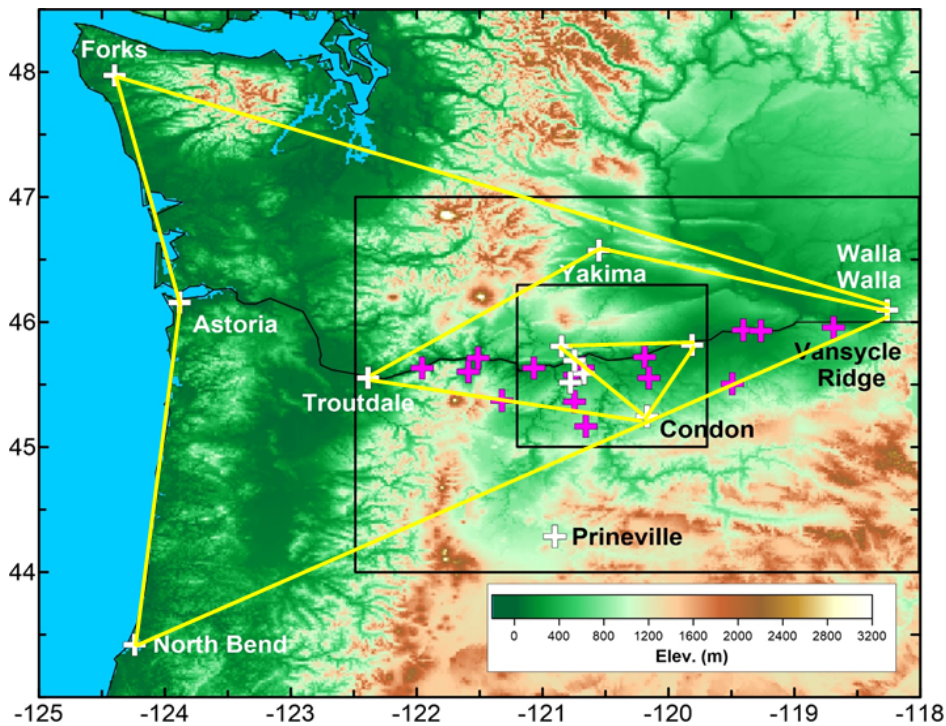 Forks
48
47
Walla
Walla
Yakima
46
Astoria
Vansycle
Ridge
Troutdale
Condon
45
Prineville
44
North Bend
0 400 800 1200 1600 2000 2400 2800 3200
Elev. (m)
-125 -124 -123 -122 -121 -120 -119 -118